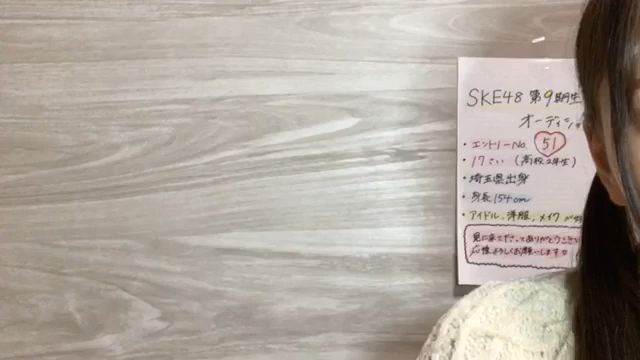 SKE48 第9期生
オーディショ
・エントリーNo. 51
・17さい (高校2年生)
・埼玉県出身
・身長154cm
・アイドル、洋服、メイク が
見に来て下さってありがとうございま
応援よろしくお願いします